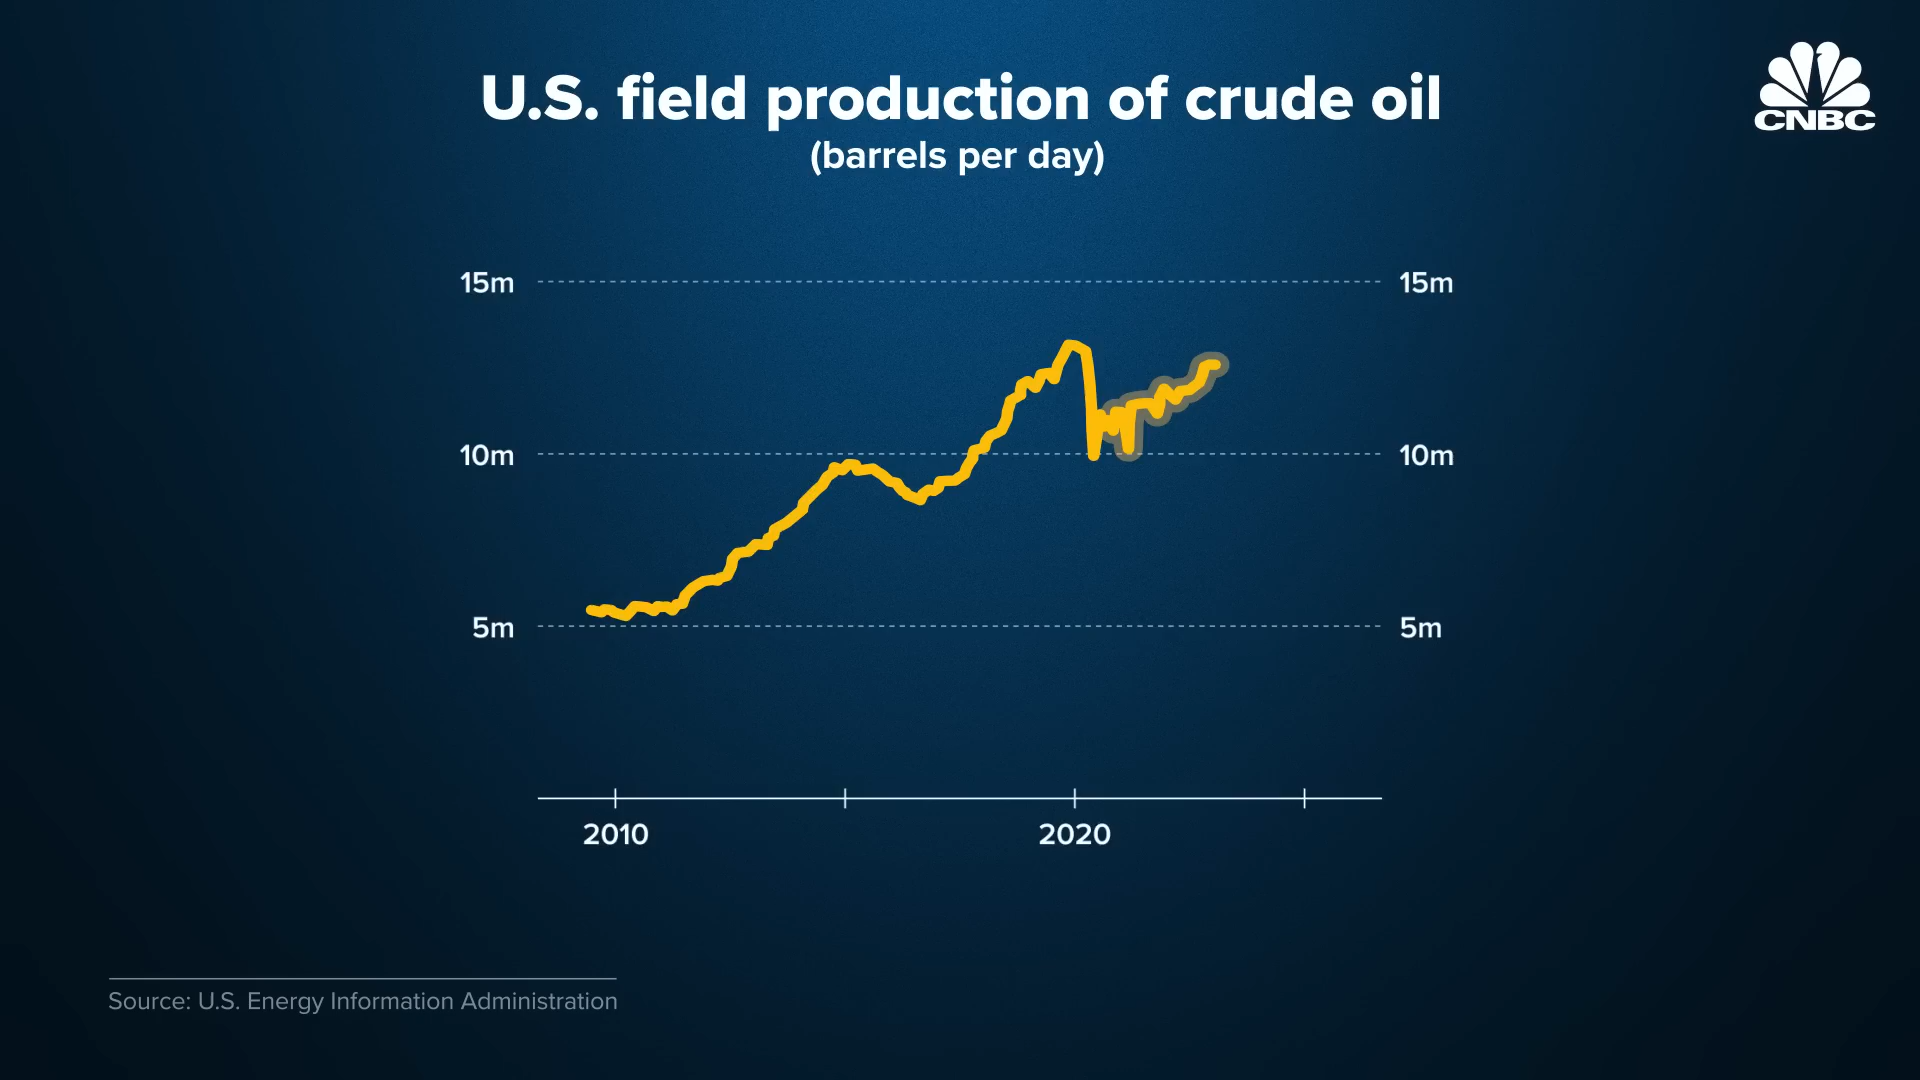 U.S. field production of crude oil
(barrels per day)
CNBC
15m 15m
10m 10m
5m 5m
2010 2020
Source: U.S. Energy Information Administration